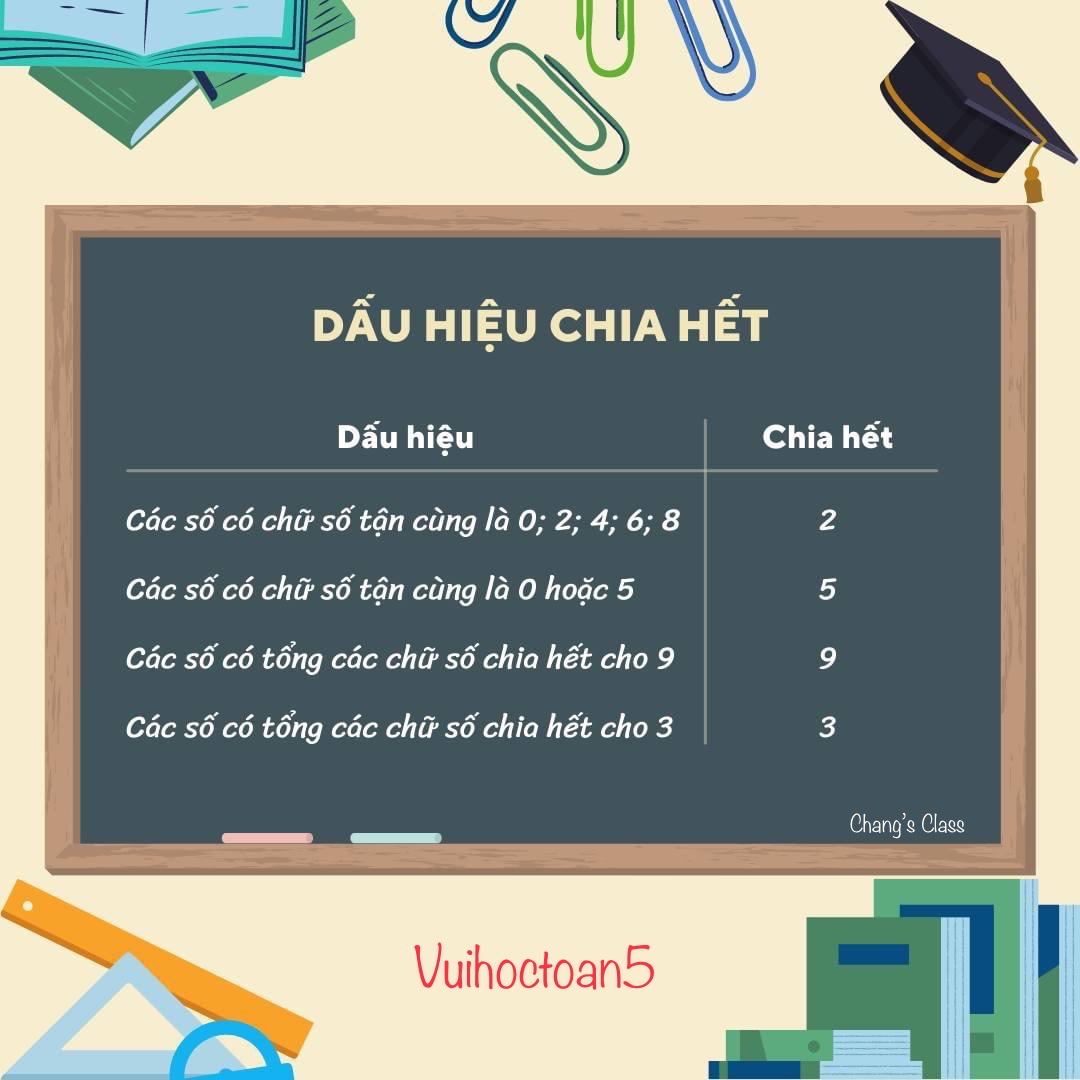 DẤU HIỆU CHIA HẾT
Dấu hiệu Chia hết
Các số có chữ số tận cùng là 0; 2; 4; 6; 8 2
Các số có chữ số tận cùng là 0 hoặc 5 5
Các số có tổng các chữ số chia hết cho 9 9
Các số có tổng các chữ số chia hết cho 3 3
Chang's Class
Vuihoctoan5